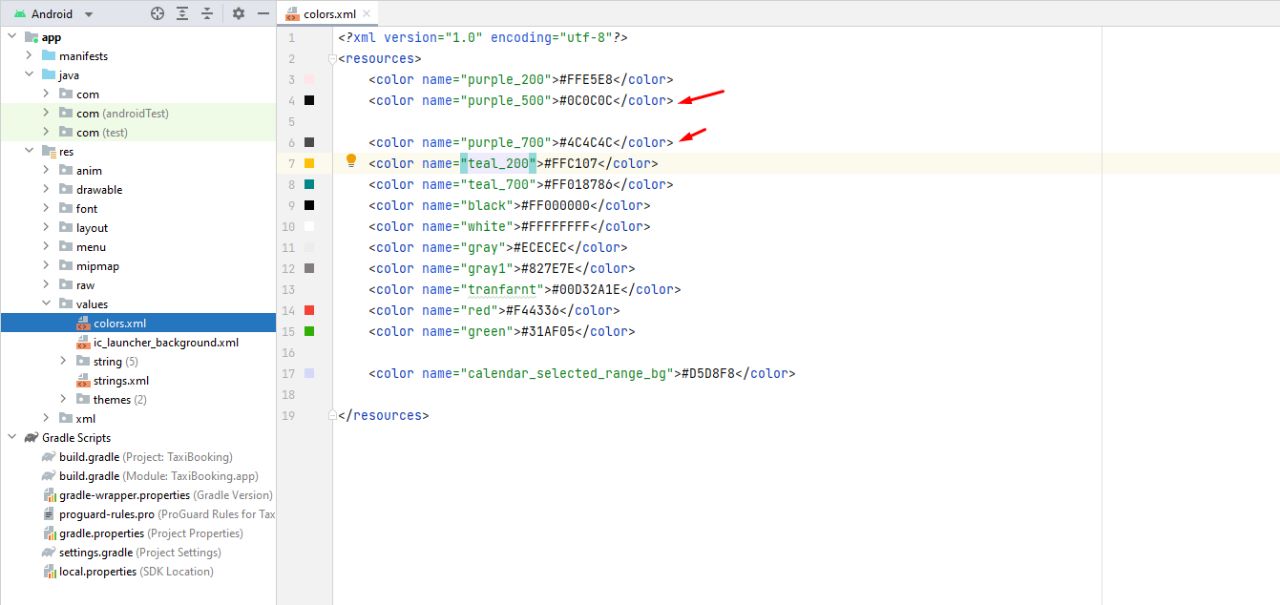 Android
colors.xml
app
manifests
java
com
com (androidTest)
com (test)
res
anim
drawable
font
layout
menu
mipmap
raw
values
colors.xml
ic_launcher_background.xml
string (5)
strings.xml
themes (2)
xml
Gradle Scripts
build.gradle (Project: TaxiBooking)
build.gradle (Module: TaxiBooking.app)
gradle-wrapper.properties (Gradle Version)
proguard-rules.pro (ProGuard Rules for Tax
gradle.properties (Project Properties)
settings.gradle (Project Settings)
local.properties (SDK Location)
1 <?xml version="1.0" encoding="utf-8"?>
2 <resources>
3 <color name="purple_200">#FFE5E8</color>
4 <color name="purple_500">#0C0C0C</color>
5
6 <color name="purple_700">#4C4C4C</color>
7 <color name="teal_200">#FFC107</color>
8 <color name="teal_700">#FF018786</color>
9 <color name="black">#FF000000</color>
10 <color name="white">#FFFFFFFF</color>
11 <color name="gray">#ECECEC</color>
12 <color name="gray1">#827E7E</color>
13 <color name="tranfarnt">#00D32A1E</color>
14 <color name="red">#F44336</color>
15 <color name="green">#31AF05</color>
16
17 <color name="calendar_selected_range_bg">#D5D8F8</color>
18
19 </resources>